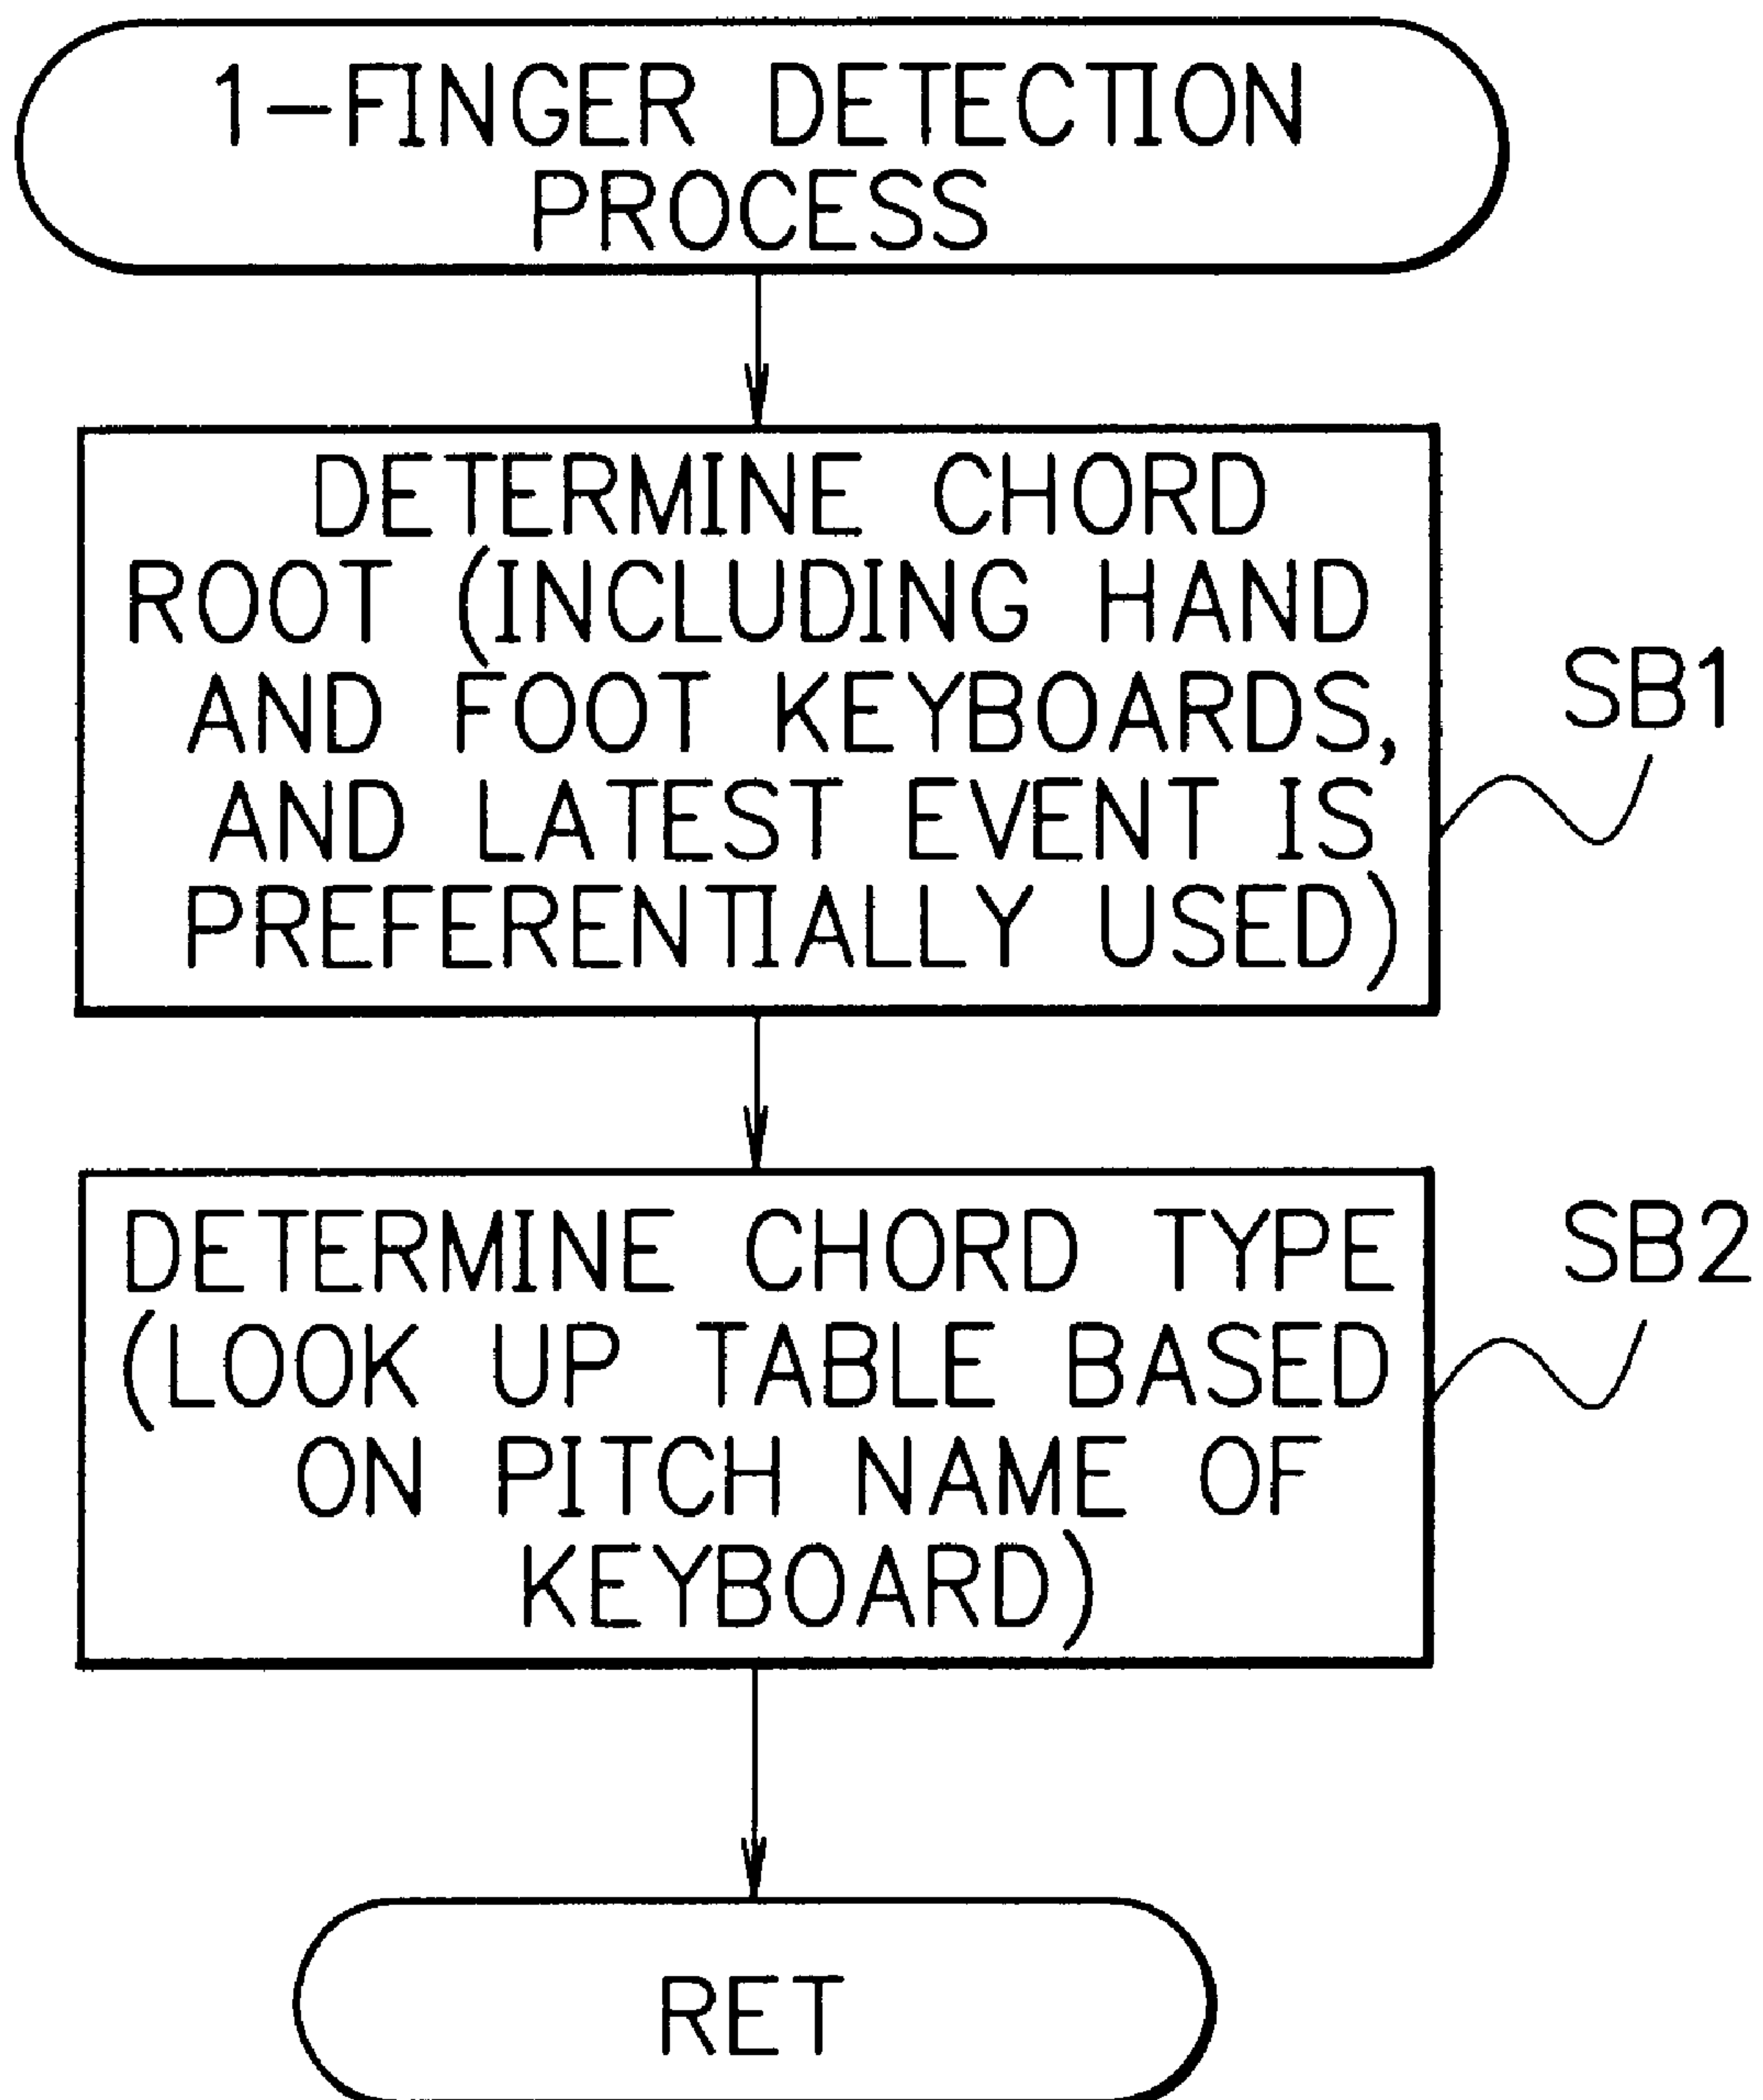 1-FINGER DETECTION
PROCESS
DETERMINE CHORD
ROOT (INCLUDING HAND
AND FOOT KEYBOARDS,
AND LATEST EVENT IS
PREFERENTIALLY USED)
SB1
DETERMINE CHORD TYPE
(LOOK UP TABLE BASED
ON PITCH NAME OF
KEYBOARD)
SB2
RET